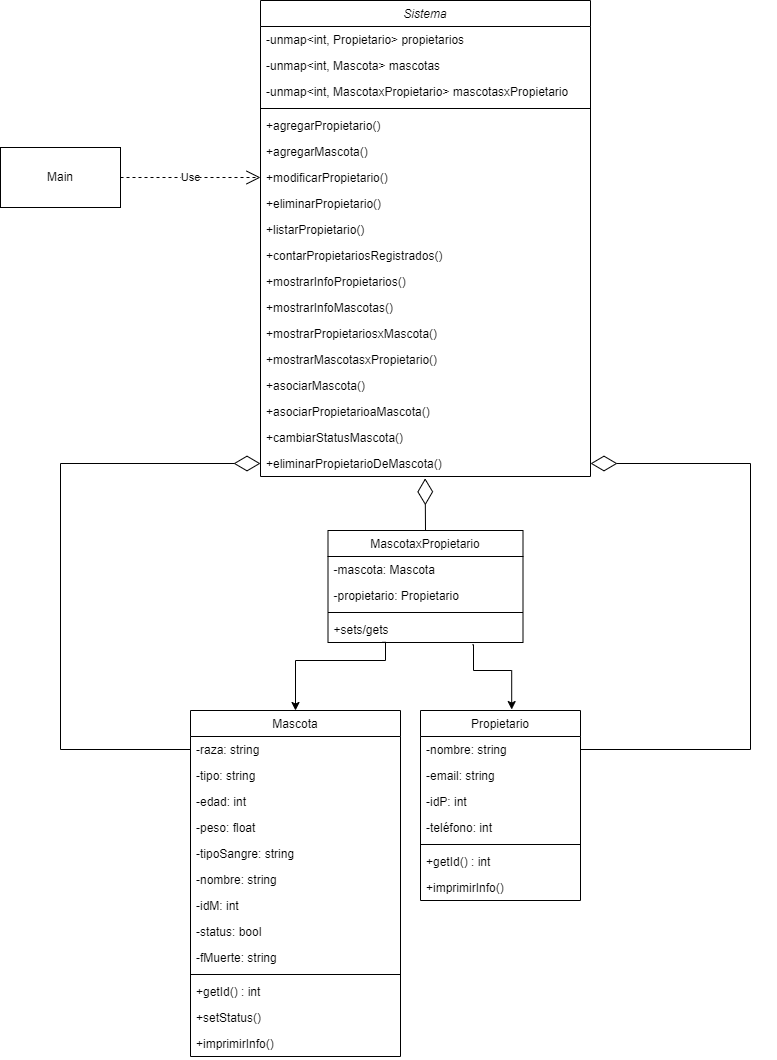 Sistema
-unmap<int, Propietario> propietarios
-unmap<int, Mascota> mascotas
-unmap<int, MascotaxPropietario> mascotasxPropietario
+agregarPropietario()
+agregarMascota()
Main
Use
+modificarPropietario()
+eliminarPropietario()
+listarPropietario()
+contarPropietariosRegistrados()
+mostrarInfoPropietarios()
+mostrarInfoMascotas()
+mostrarPropietariosxMascota()
+mostrarMascotasxPropietario()
+asociarMascota()
+asociarPropietarioaMascota()
+cambiarStatusMascota()
+eliminarPropietarioDeMascota()
MascotaxPropietario
-mascota: Mascota
-propietario: Propietario
+sets/gets
Mascota
-raza: string
-tipo: string
-edad: int
-peso: float
-tipoSangre: string
-nombre: string
-idM: int
-status: bool
-fMuerte: string
+getId() : int
+setStatus()
+imprimirInfo()
Propietario
-nombre: string
-email: string
-idP: int
-teléfono: int
+getId() : int
+imprimirInfo()